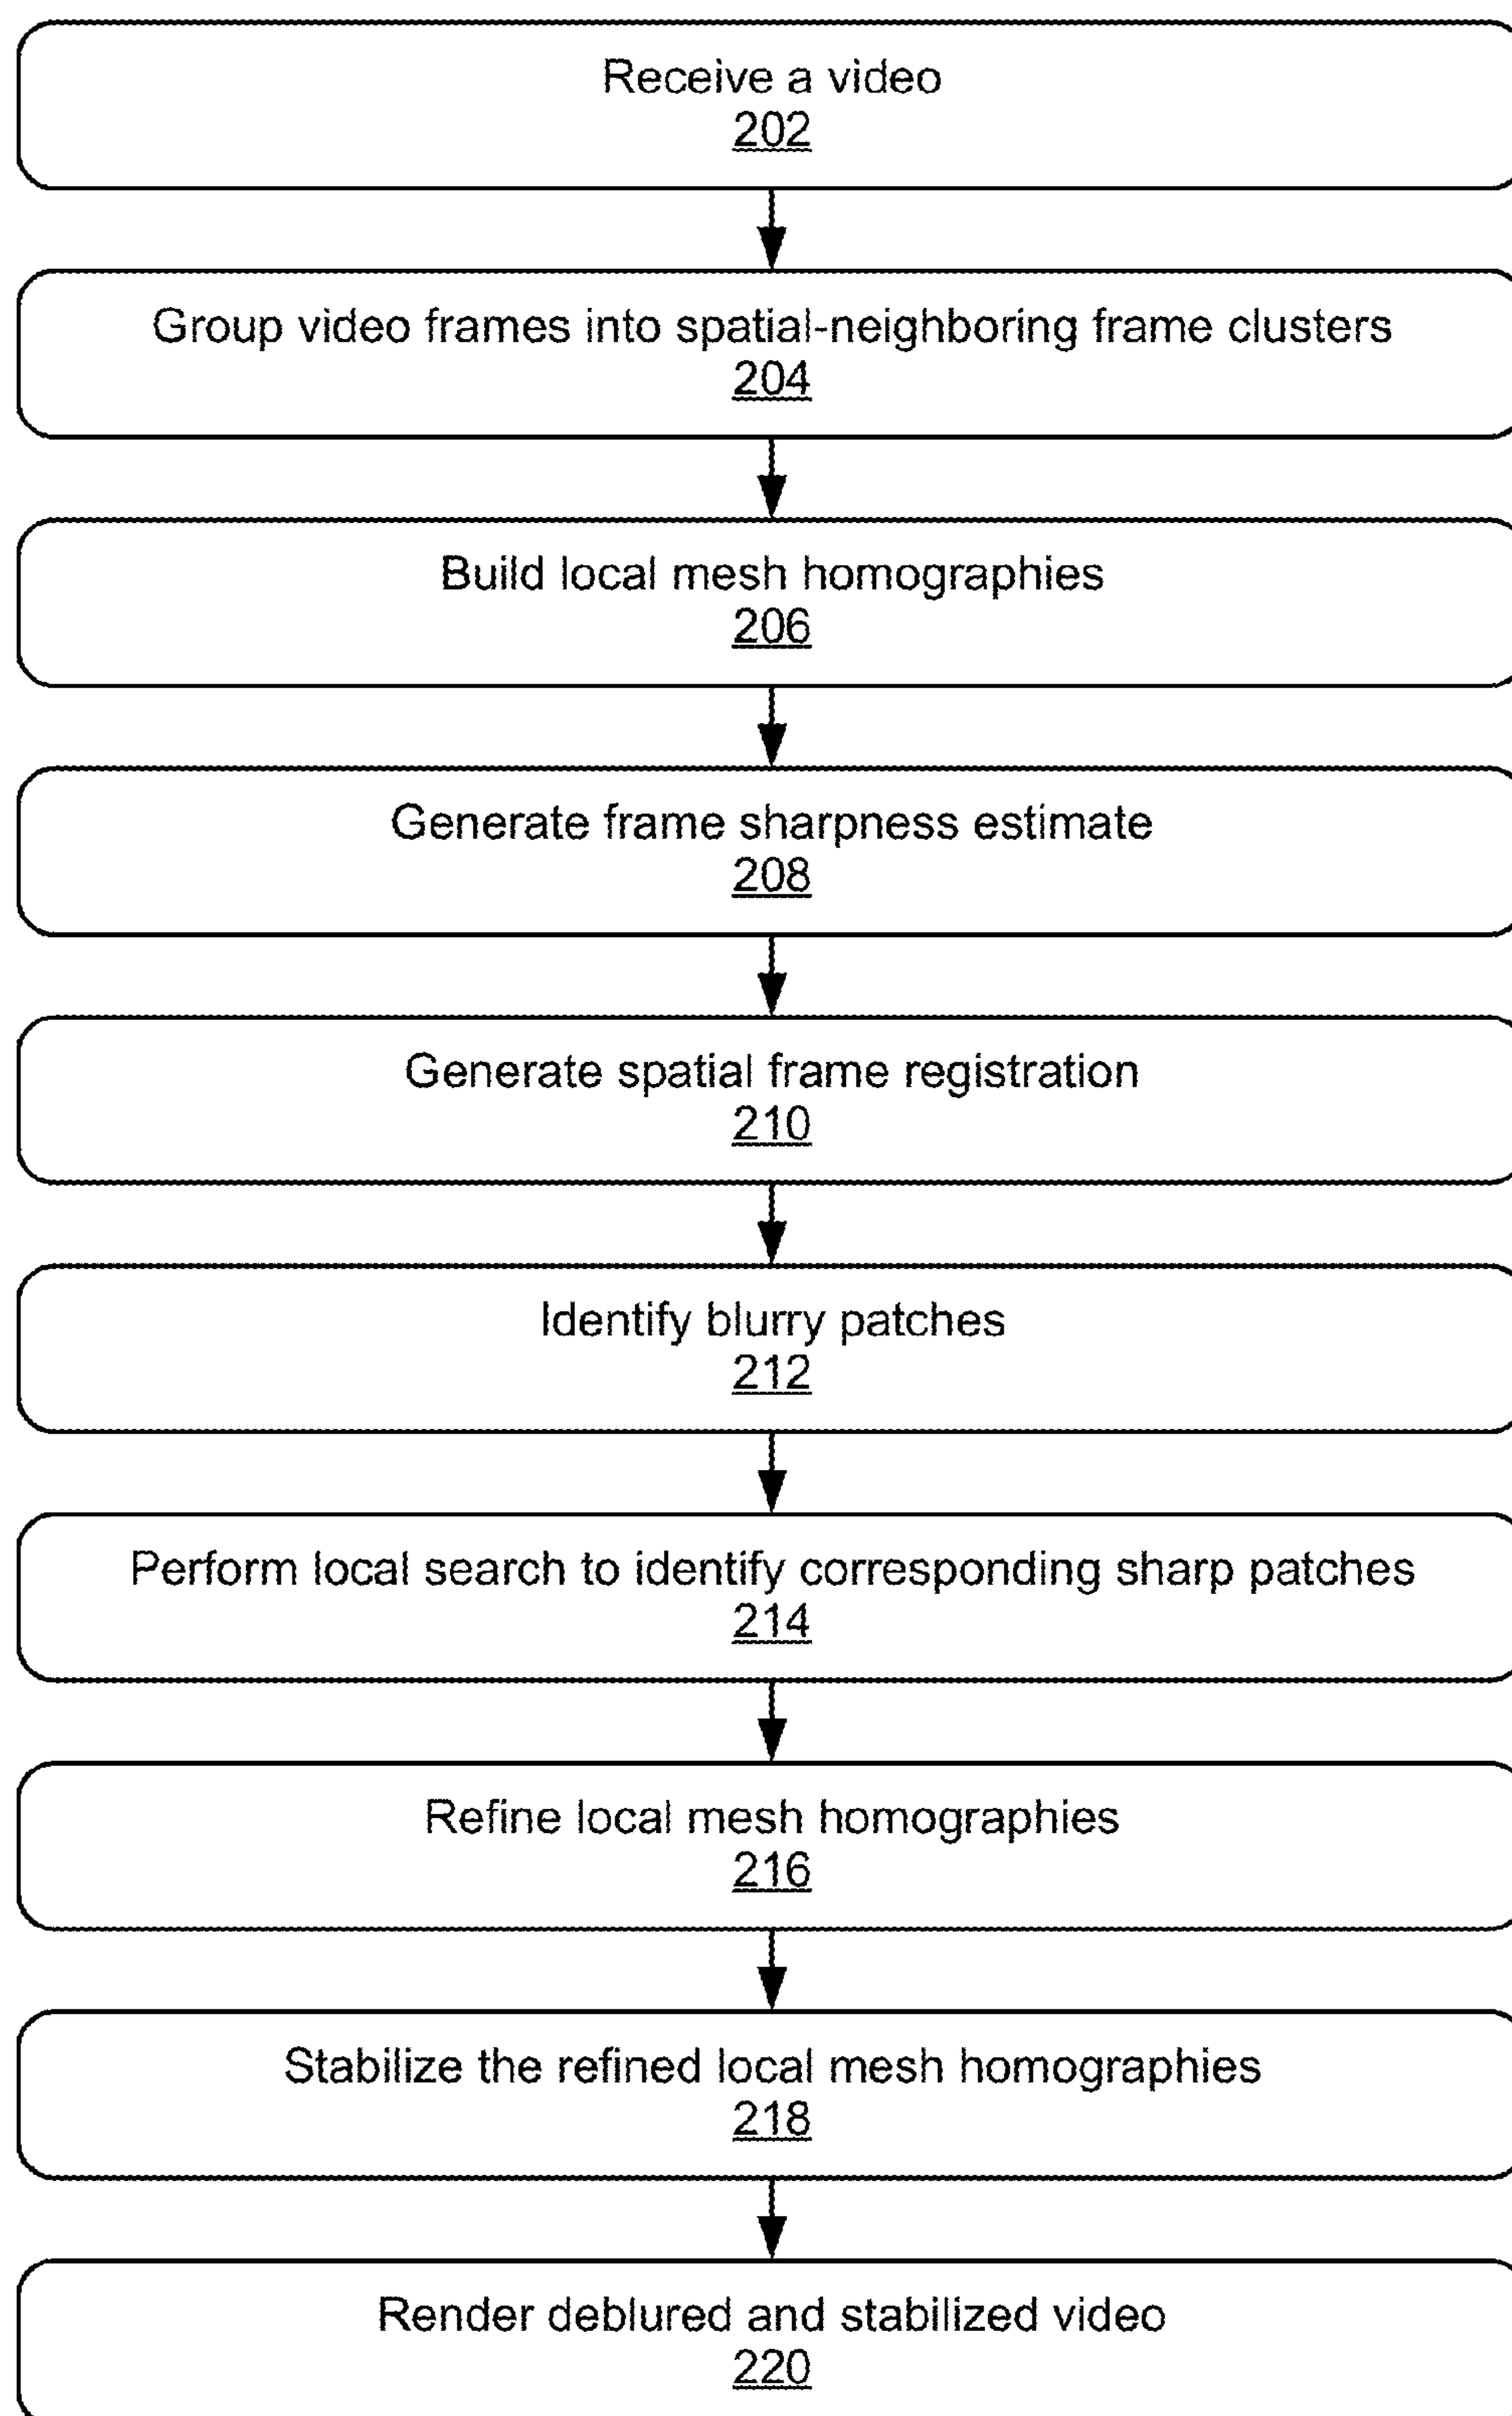 Receive a video
202
Group video frames into spatial-neighboring frame clusters
204
Build local mesh homographies
206
Generate frame sharpness estimate
208
Generate spatial frame registration
210
Identify blurry patches
212
Perform local search to identify corresponding sharp patches
214
Refine local mesh homographies
216
Stabilize the refined local mesh homographies
218
Render deblured and stabilized video
220